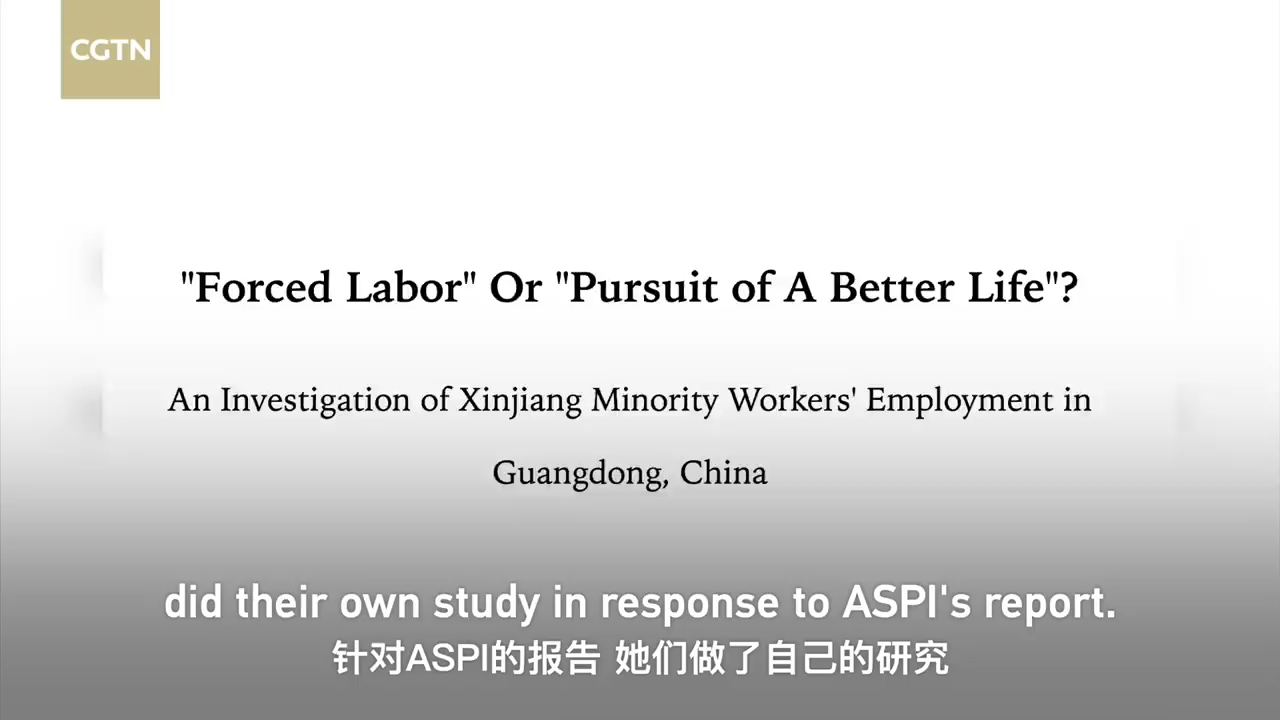 CGTN
"Forced Labor" Or "Pursuit of A Better Life"?
An Investigation of Xinjiang Minority Workers' Employment in
Guangdong, China
did their own study in response to ASPI's report.
针对ASPI的报告 她们做了自己的研究